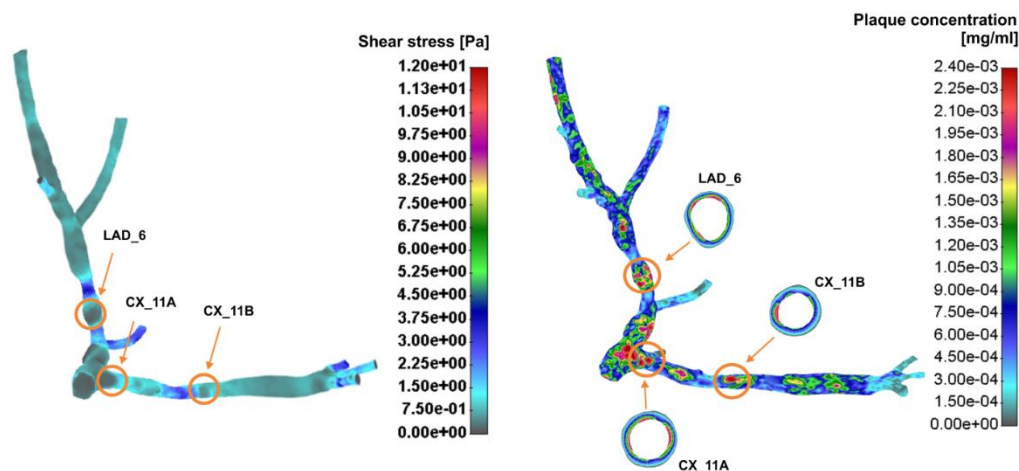 Shear stress [Pa]
1.20e+01
1.13e+01
1.05e+01
9.75e+00
9.00e+00
8.25e+00
7.50e+00
6.75e+00
6.00e+00
5.25e+00
4.50e+00
3.75e+00
3.00e+00
2.25e+00
1.50e+00
7.50e-01
0.00e+00
LAD_6
CX_11A
CX_11B
Plaque concentration
[mg/ml]
2.40e-03
2.25e-03
2.10e-03
1.95e-03
1.80e-03
1.65e-03
1.50e-03
1.35e-03
1.20e-03
1.05e-03
9.00e-04
7.50e-04
6.00e-04
4.50e-04
3.00e-04
1.50e-04
0.00e+00
LAD_6
CX_11B
CX_11A